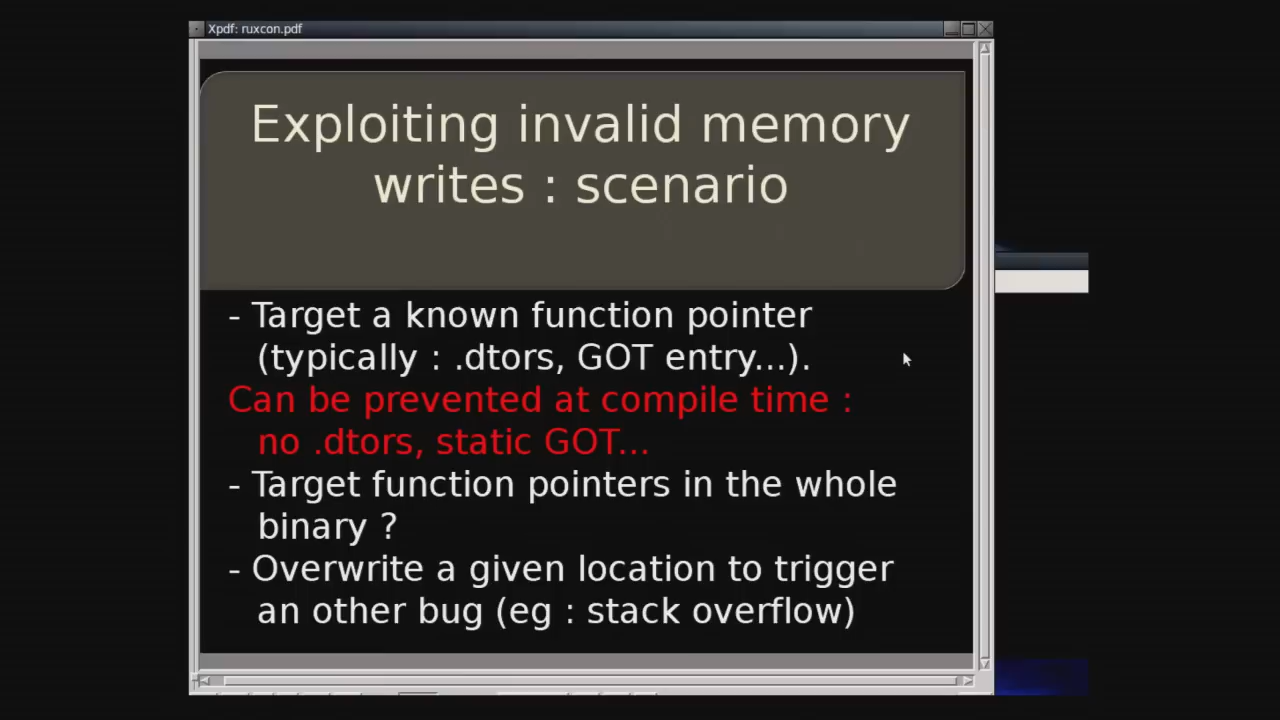 Xpdf: ruxcon.pdf
Exploiting invalid memory
writes : scenario
- Target a known function pointer
(typically : .dtors, GOT entry...).
Can be prevented at compile time :
no .dtors, static GOT...
- Target function pointers in the whole
binary ?
- Overwrite a given location to trigger
an other bug (eg : stack overflow)